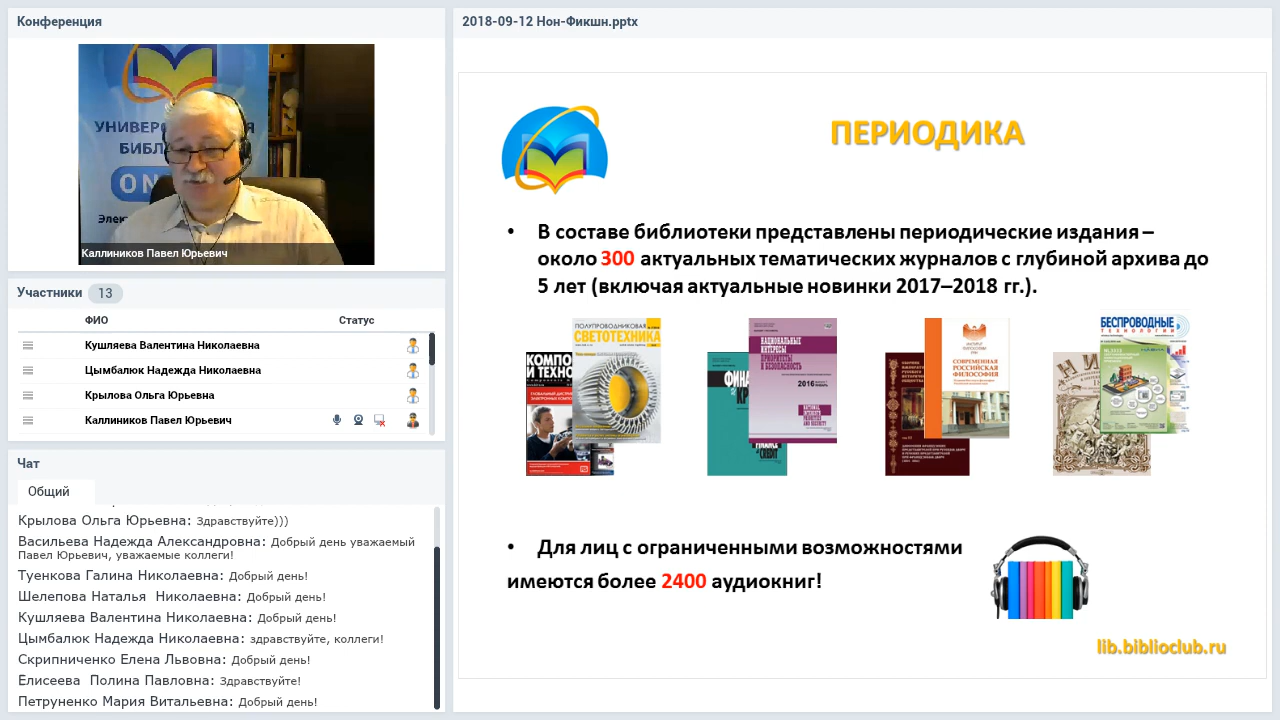 Конференция
УНИВЕР
БИБЛ
ON
Каллиников Павел Юрьевич
Участники 13
ФИО Статус
Кушляева Валентина Николаевна
Цымбалюк Надежда Николаевна
Крылова Ольга Юрьевна
Каллиников Павел Юрьевич
Чат
Общий
Крылова Ольга Юрьевна: Здравствуйте)))
Васильева Надежда Александровна: Добрый день уважаемый
Павел Юрьевич, уважаемые коллеги!
Туенкова Галина Николаевна: Добрый день!
Шелепова Наталья Николаевна: Добрый день!
Кушляева Валентина Николаевна: Добрый день!
Цымбалюк Надежда Николаевна: здравствуйте, коллеги!
Скрипниченко Елена Львовна: Добрый день!
Елисеева Полина Павловна: Здравствуйте!
Петруненко Мария Витальевна: Добрый день!
2018-09-12 Нон-Фикшн.pptx
ПЕРИОДИКА
• В составе библиотеки представлены периодические издания –
около 300 актуальных тематических журналов с глубиной архива до
5 лет (включая актуальные новинки 2017–2018 гг.).
ПОЛУПРОВОДНИКОВАЯ
СВЕТОТЕХНИКА
НАЦИОНАЛЬНЫЕ
ИНТЕРЕСЫ
ПРИОРИТЕТЫ
И БЕЗОПАСНОСТЬ
2016
СОВРЕМЕННАЯ
РОССИЙСКАЯ
ФИЛОСОФИЯ
БЕСПРОВОДНЫЕ
ТЕХНОЛОГИИ
• Для лиц с ограниченными возможностями
имеются более 2400 аудиокниг!
lib.biblioclub.ru